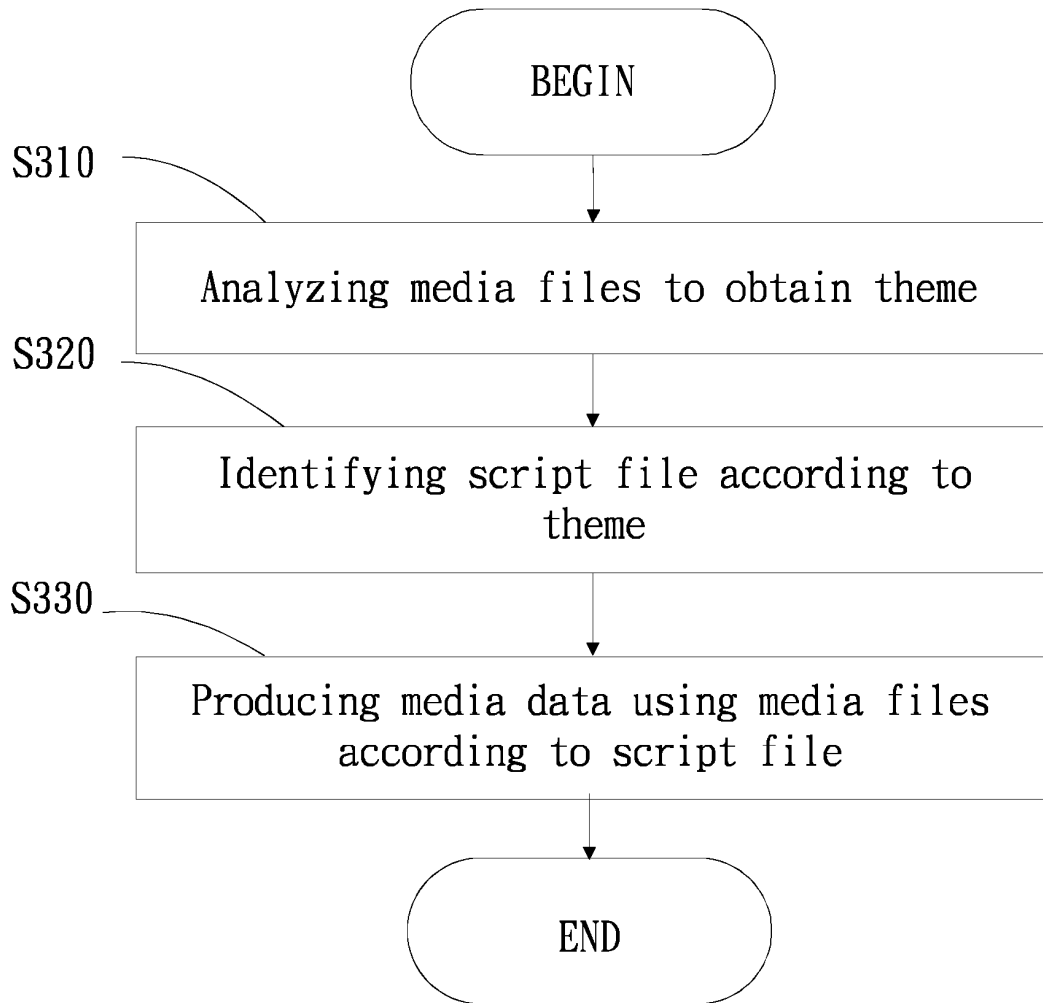 BEGIN
S310
Analyzing media files to obtain theme
S320
Identifying script file according to
theme
S330
Producing media data using media files
according to script file
END